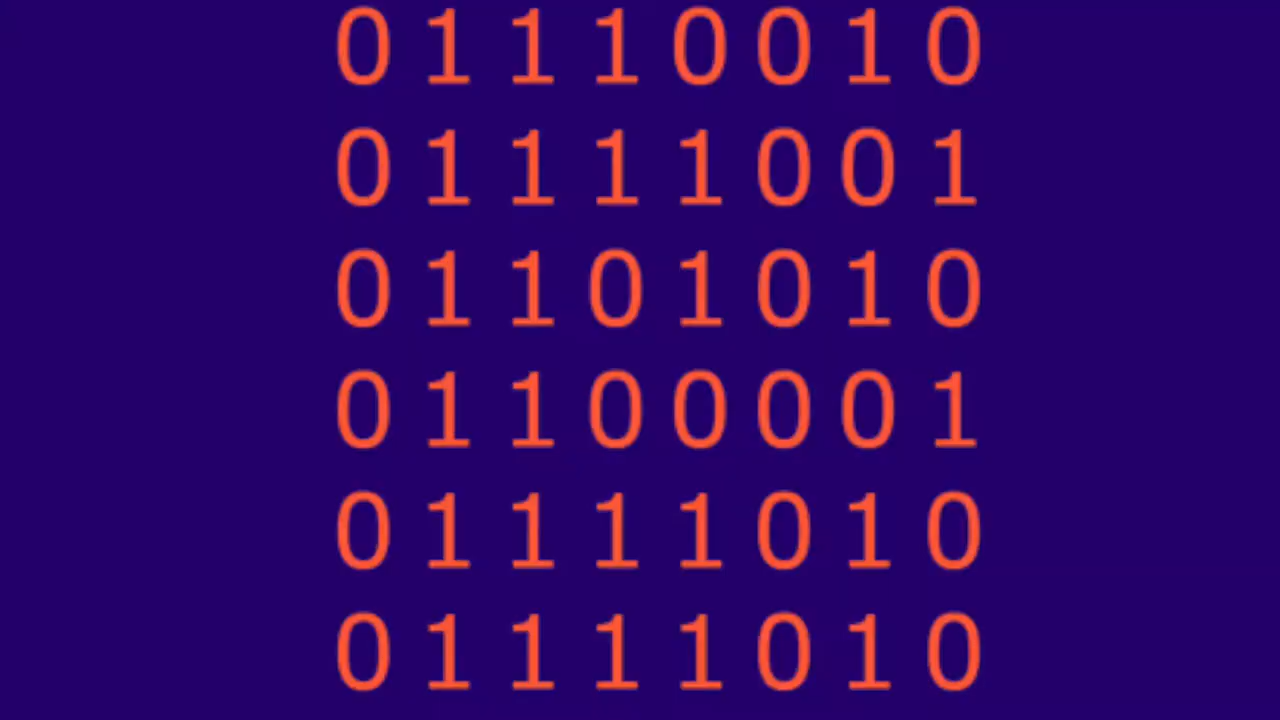 0 1 1 1 0 0 1 0
0 1 1 1 1 0 0 1
0 1 1 0 1 0 1 0
0 1 1 0 0 0 0 1
0 1 1 1 1 0 1 0
0 1 1 1 1 0 1 0